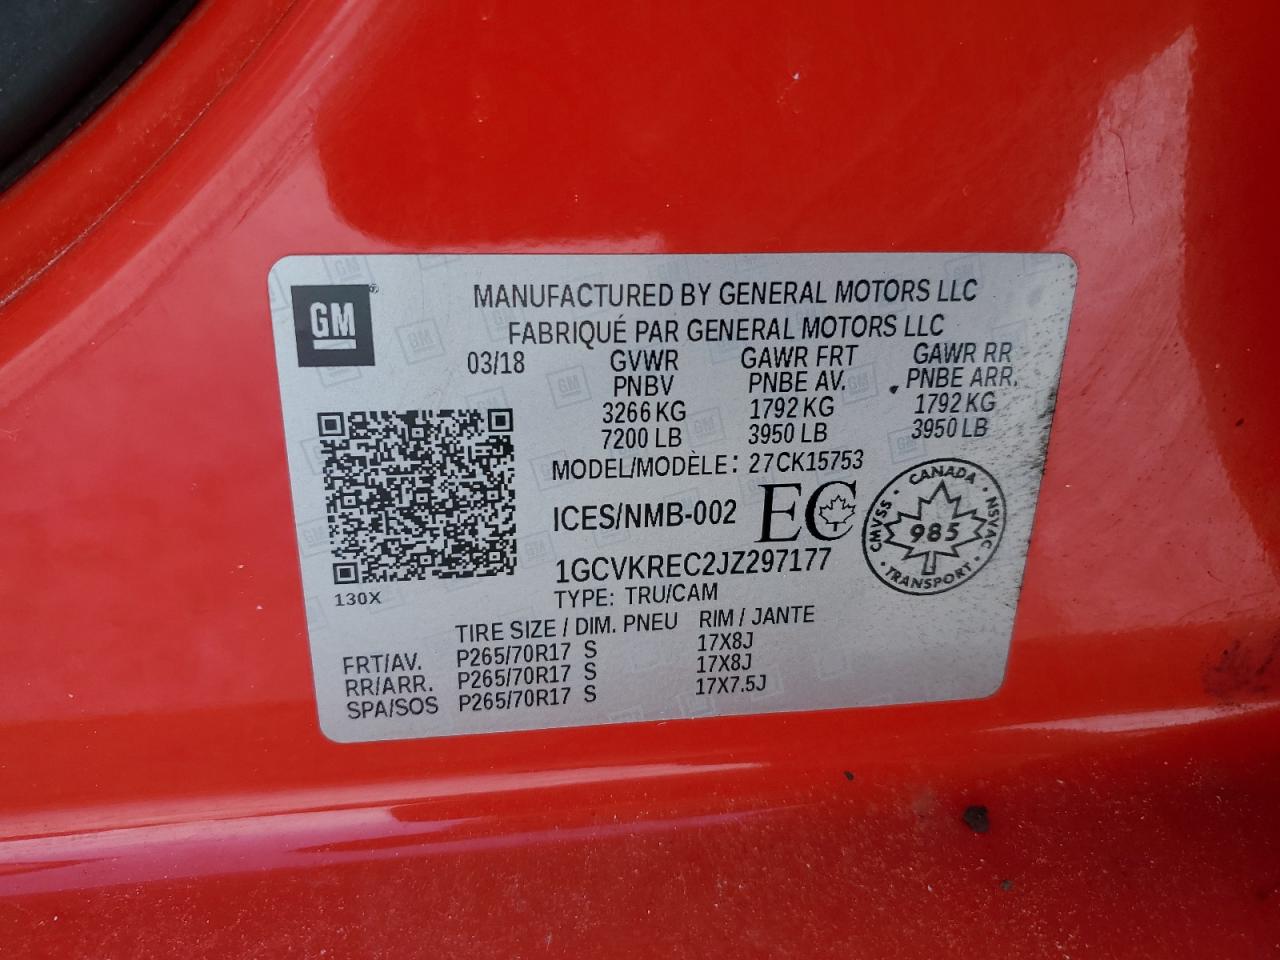 GM
MANUFACTURED BY GENERAL MOTORS LLC
FABRIQUÉ PAR GENERAL MOTORS LLC
03/18 GVWR GAWR FRT GAWR RR
PNBV PNBE AV. PNBE ARR.
3266 KG 1792 KG 1792 KG
7200 LB 3950 LB 3950 LB
MODEL/MODÈLE: 27CK15753
ICES/NMB-002 EC
CANADA
CMVSS 985 NSVAC
TRANSPORT
1GCVKREC2JZ297177
TYPE: TRU/CAM
130X
TIRE SIZE / DIM. PNEU RIM / JANTE
FRT/AV. P265/70R17 S 17X8J
RR/ARR. P265/70R17 S 17X8J
SPA/SOS P265/70R17 S 17X7.5J